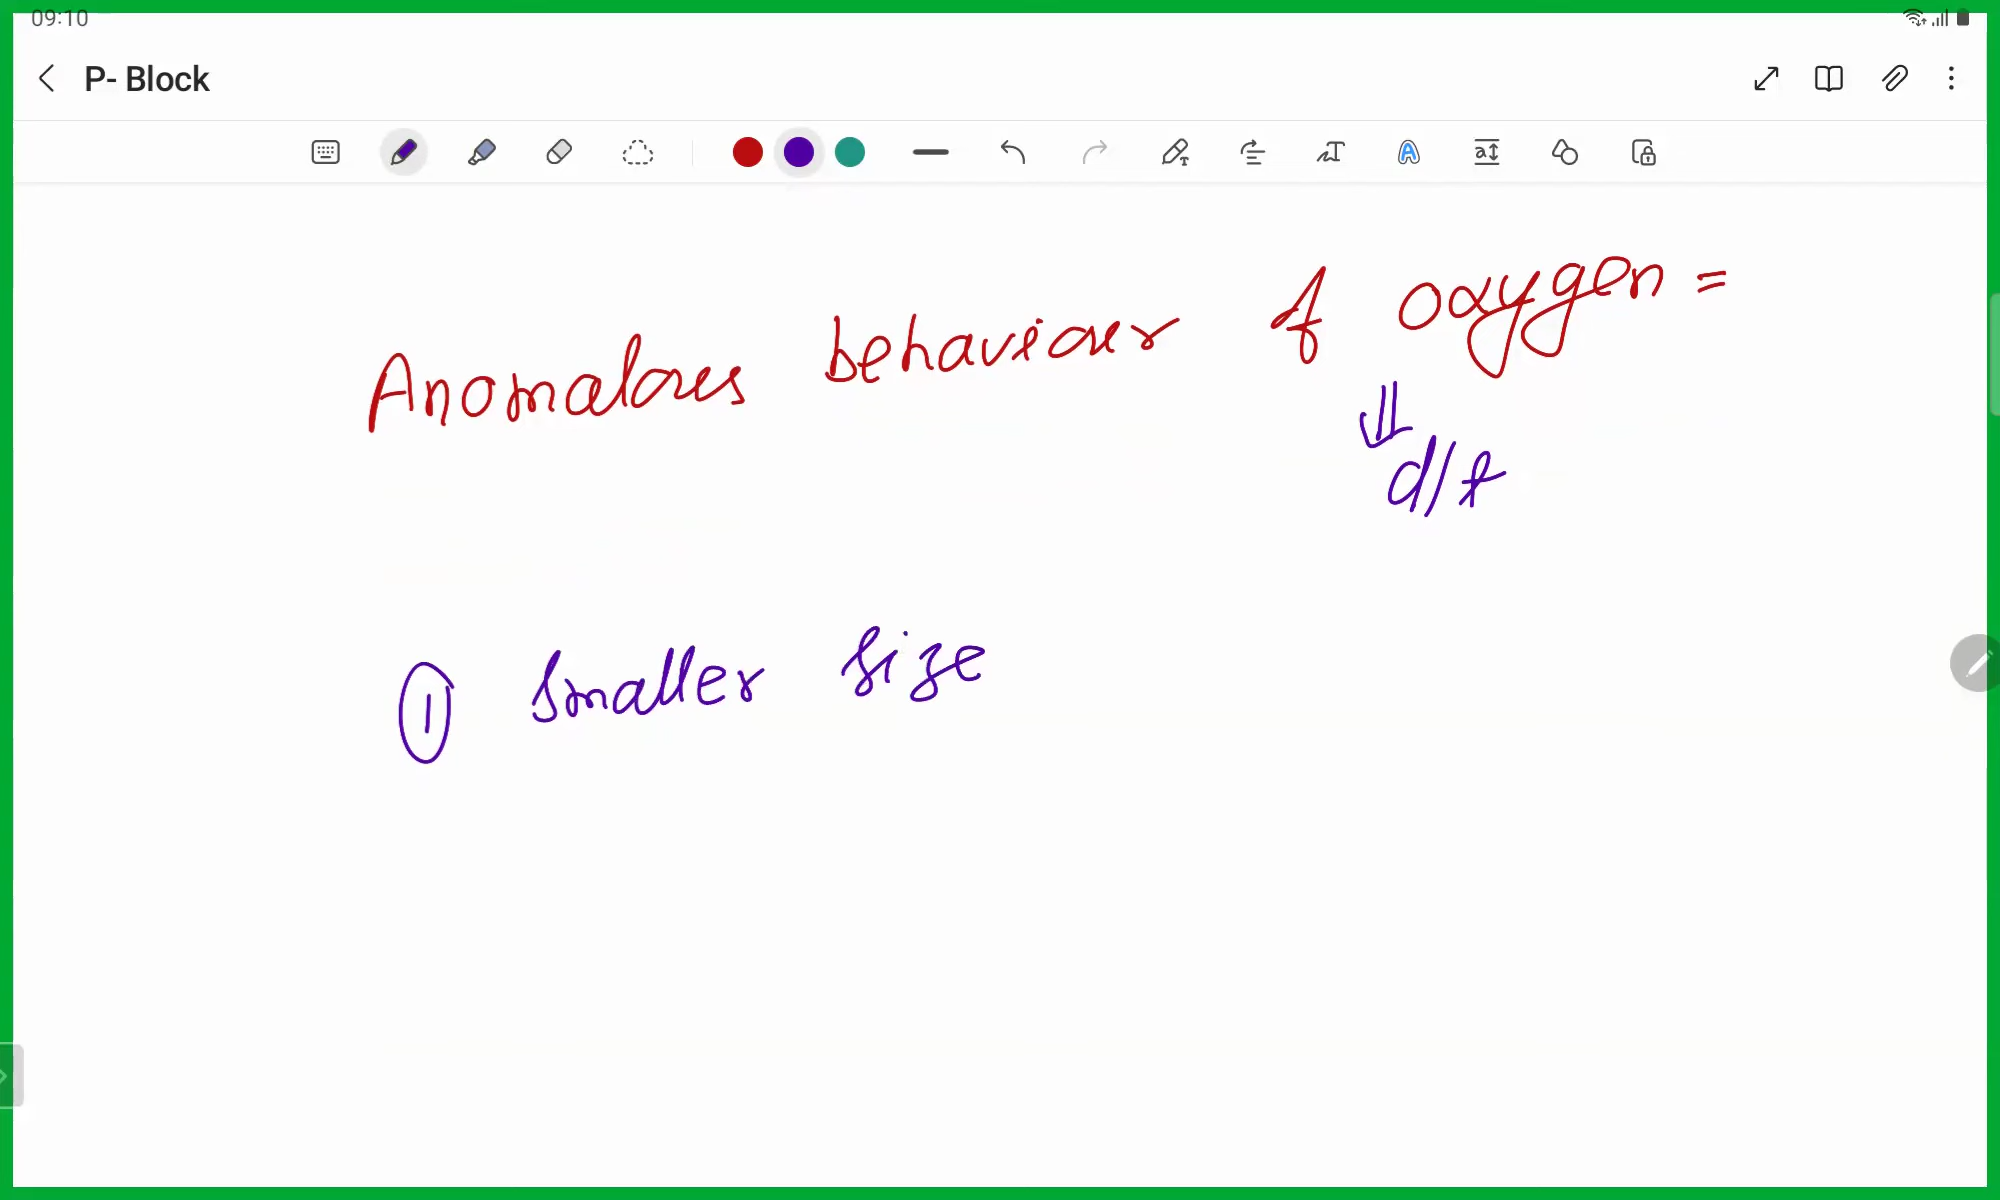 09:10
P- Block
Anomalous behaviour of oxygen =
d/t
① Smaller size